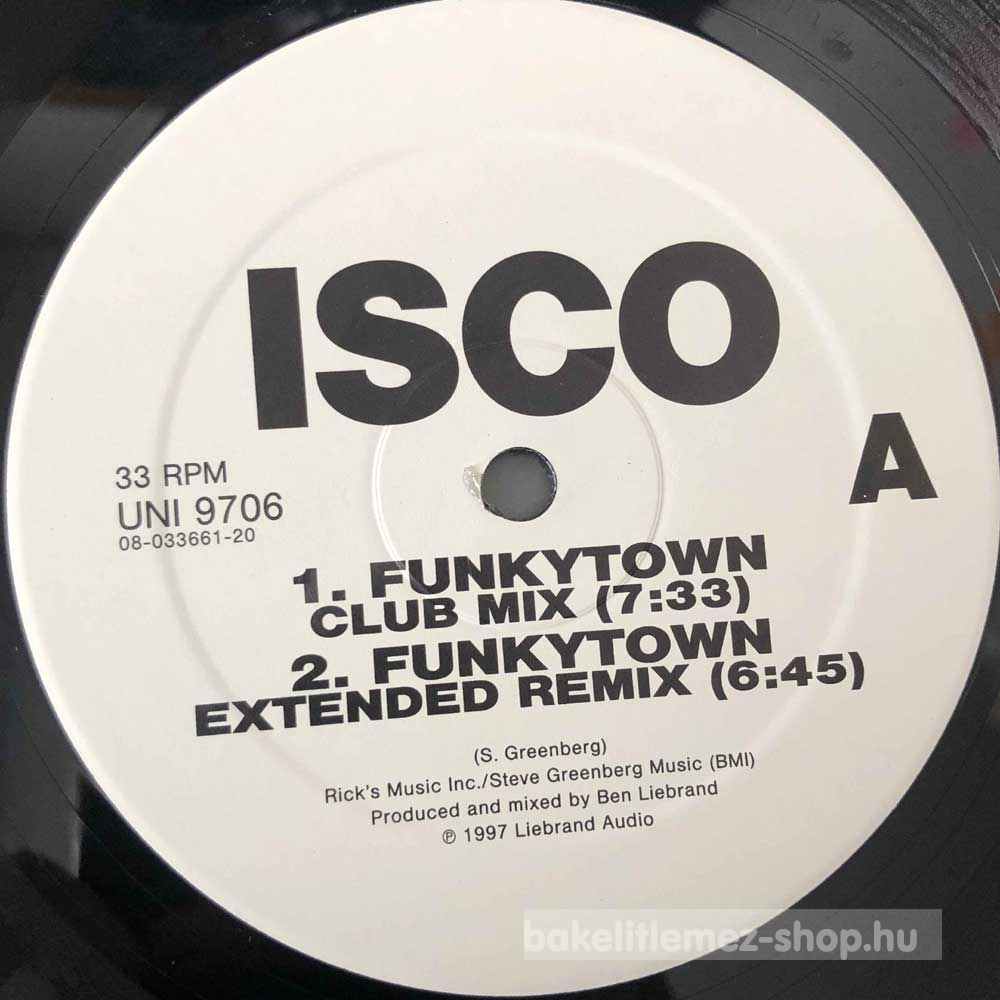 ISCO
A
33 RPM
UNI 9706
08-033661-20
1. FUNKYTOWN
CLUB MIX (7:33)
2. FUNKYTOWN
EXTENDED REMIX (6:45)
(S. Greenberg)
Rick's Music Inc./Steve Greenberg Music (BMI)
Produced and mixed by Ben Liebrand
℗ 1997 Liebrand Audio
bakelitlemez-shop.hu